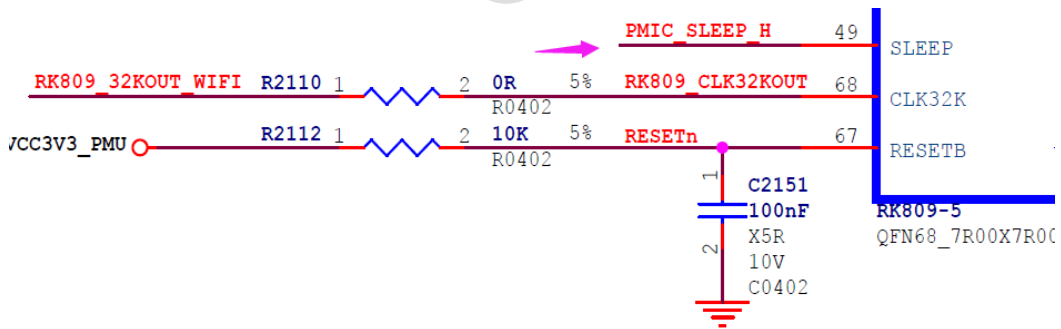 PMIC_SLEEP_H 49 SLEEP
RK809_32KOUT_WIFI R2110 1 2 0R 5% RK809_CLK32KOUT 68 CLK32K
R0402
VCC3V3_PMU R2112 1 2 10K 5% RESETn 67 RESETB
R0402
1
C2151
100nF RK809-5
X5R QFN68_7R00X7R00
2
10V
C0402